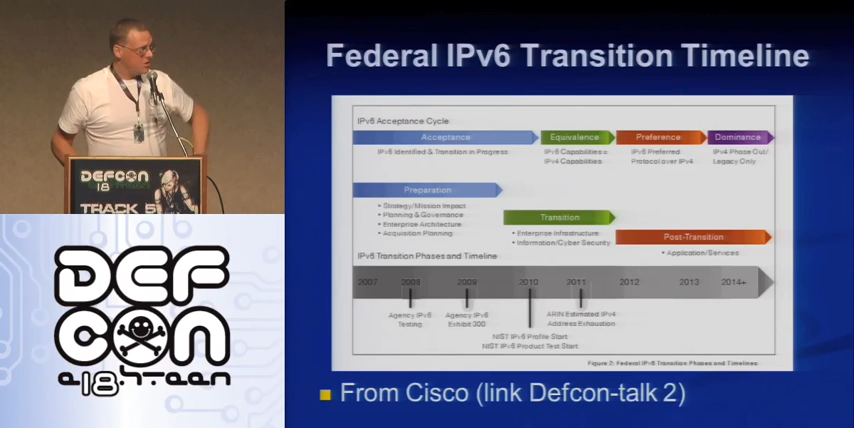 DEFCON
18
TRACK 5
DEF
CON
e18hteen
Federal IPv6 Transition Timeline
IPv6 Acceptance Cycle
Acceptance
Equivalence
Preference
Dominance
IPv6 Identified & Transition in Progress
IPv6 Capabilities =
IPv4 Capabilities
IPv6 Preferred
Protocol over IPv4
IPv4 Phase Out/
Legacy Only
Preparation
• Strategy/Mission Impact
• Planning & Governance
• Enterprise Architecture
• Acquisition Planning
Transition
• Enterprise Infrastructure
• Information/Cyber Security
Post-Transition
• Application/Services
IPv6 Transition Phases and Timeline
2007 2008 2009 2010 2011 2012 2013 2014+
Agency IPv6
Testing
Agency IPv6
Exhibit 300
ARIN Estimated IPv4
Address Exhaustion
NIST IPv6 Profile Start
NIST IPv6 Product Test Start
Figure 2: Federal IPv6 Transition Phases and Timelines
From Cisco (link Defcon-talk 2)